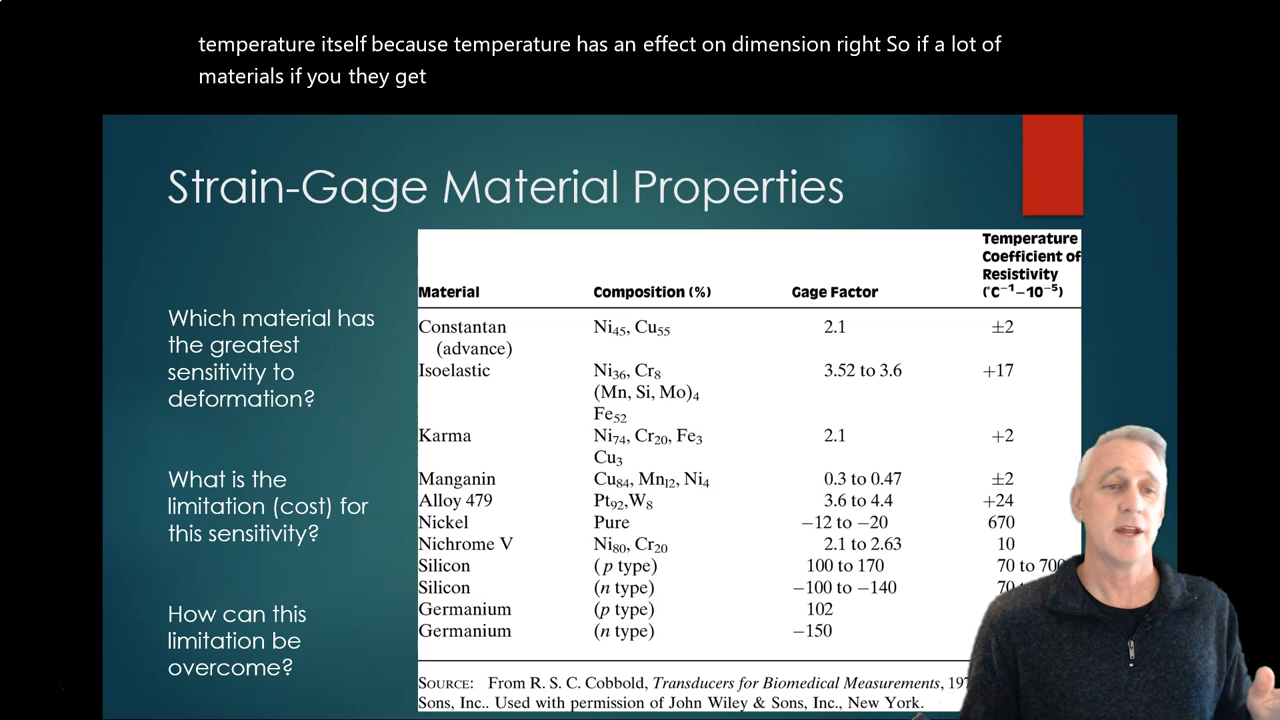 temperature itself because temperature has an effect on dimension right So if a lot of
materials if you they get
Strain-Gage Material Properties
Which material has
the greatest
sensitivity to
deformation?
What is the
limitation (cost) for
this sensitivity?
How can this
limitation be
overcome?
Temperature
Coefficient of
Resistivity
Material Composition (%) Gage Factor (°C⁻¹–10⁻⁵)
Constantan Ni₄₅, Cu₅₅ 2.1 ±2
(advance)
Isoelastic Ni₃₆, Cr₈ 3.52 to 3.6 +17
(Mn, Si, Mo)₄
Fe₅₂
Karma Ni₇₄, Cr₂₀, Fe₃ 2.1 +2
Cu₃
Manganin Cu₈₄, Mn₁₂, Ni₄ 0.3 to 0.47 ±2
Alloy 479 Pt₉₂,W₈ 3.6 to 4.4 +24
Nickel Pure −12 to −20 670
Nichrome V Ni₈₀, Cr₂₀ 2.1 to 2.63 10
Silicon (p type) 100 to 170 70 to 700
Silicon (n type) −100 to −140 70
Germanium (p type) 102
Germanium (n type) −150
SOURCE: From R. S. C. Cobbold, Transducers for Biomedical Measurements,
Sons, Inc.. Used with permission of John Wiley & Sons, Inc., New York.